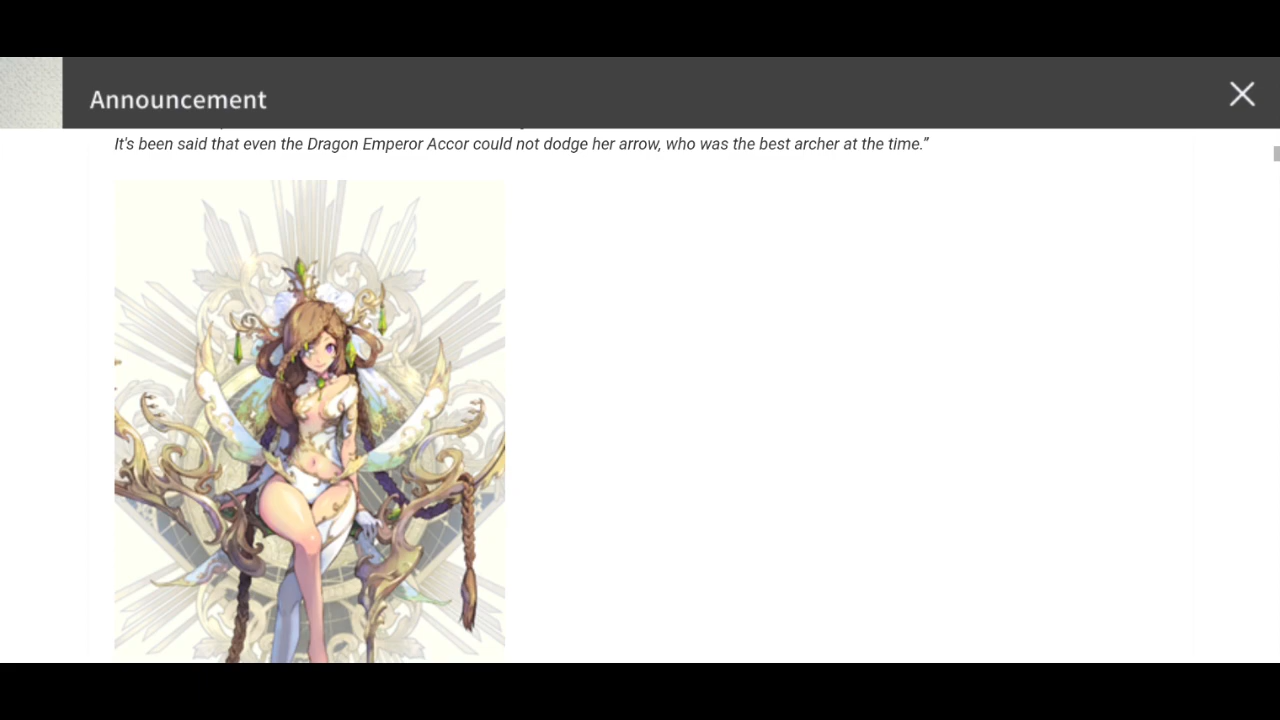 Announcement
It's been said that even the Dragon Emperor Accor could not dodge her arrow, who was the best archer at the time.”